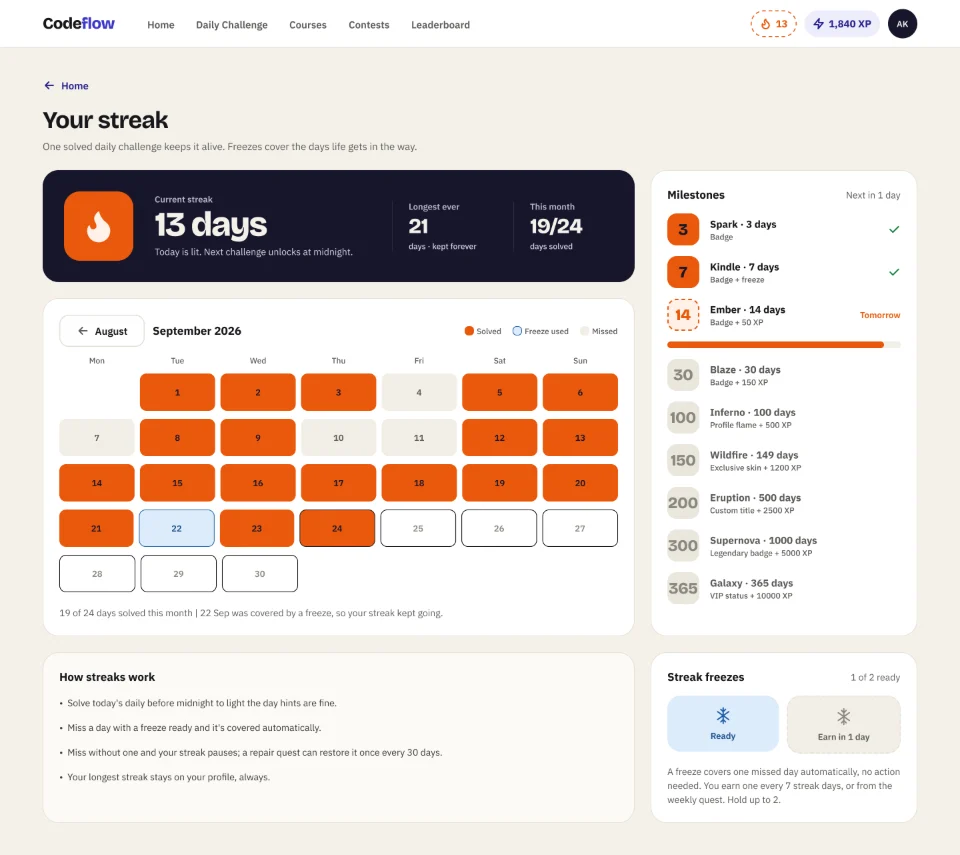 Codeflow
Home Daily Challenge Courses Contests Leaderboard
13
1,840 XP
AK
Home
Your streak
One solved daily challenge keeps it alive. Freezes cover the days life gets in the way.
Current streak
13 days
Today is lit. Next challenge unlocks at midnight.
Longest ever
21
days · kept forever
This month
19/24
days solved
August
September 2026
Solved Freeze used Missed
Mon Tue Wed Thu Fri Sat Sun
1 2 3 4 5 6
7 8 9 10 11 12 13
14 15 16 17 18 19 20
21 22 23 24 25 26 27
28 29 30
19 of 24 days solved this month | 22 Sep was covered by a freeze, so your streak kept going.
Milestones Next in 1 day
3 Spark · 3 days
Badge
7 Kindle · 7 days
Badge + freeze
14 Ember · 14 days
Badge + 50 XP
Tomorrow
30 Blaze · 30 days
Badge + 150 XP
100 Inferno · 100 days
Profile flame + 500 XP
150 Wildfire · 149 days
Exclusive skin + 1200 XP
200 Eruption · 500 days
Custom title + 2500 XP
300 Supernova · 1000 days
Legendary badge + 5000 XP
365 Galaxy · 365 days
VIP status + 10000 XP
How streaks work
• Solve today's daily before midnight to light the day hints are fine.
• Miss a day with a freeze ready and it's covered automatically.
• Miss without one and your streak pauses; a repair quest can restore it once every 30 days.
• Your longest streak stays on your profile, always.
Streak freezes 1 of 2 ready
Ready
Earn in 1 day
A freeze covers one missed day automatically, no action
needed. You earn one every 7 streak days, or from the
weekly quest. Hold up to 2.